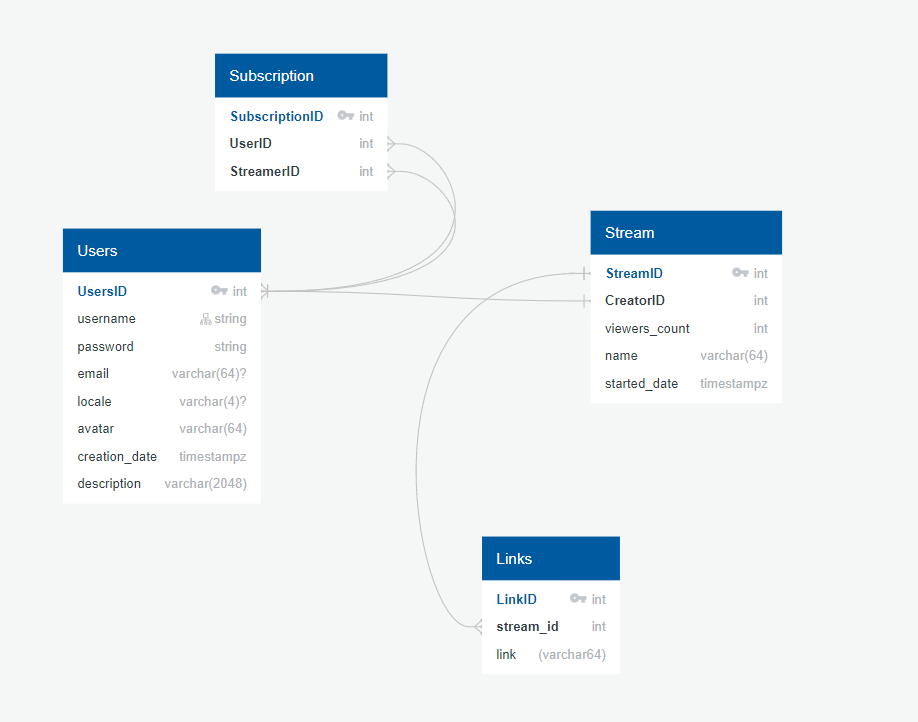 Subscription
SubscriptionID int
UserID int
StreamerID int
Users
UsersID int
username string
password string
email varchar(64)?
locale varchar(4)?
avatar varchar(64)
creation_date timestampz
description varchar(2048)
Stream
StreamID int
CreatorID int
viewers_count int
name varchar(64)
started_date timestampz
Links
LinkID int
stream_id int
link (varchar64)